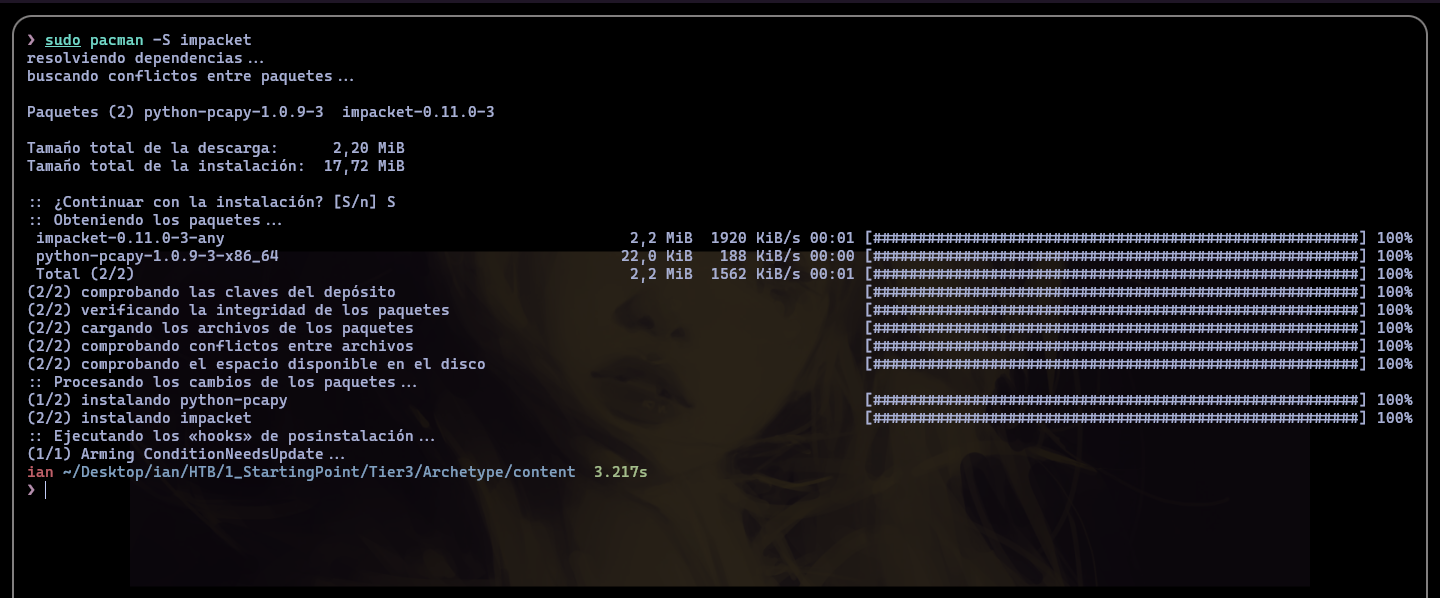 ❯ sudo pacman -S impacket
resolviendo dependencias...
buscando conflictos entre paquetes...
Paquetes (2) python-pcapy-1.0.9-3  impacket-0.11.0-3
Tamaño total de la descarga:      2,20 MiB
Tamaño total de la instalación:  17,72 MiB
:: ¿Continuar con la instalación? [S/n] S
:: Obteniendo los paquetes...
impacket-0.11.0-3-any 2,2 MiB 1920 KiB/s 00:01 [######################################################] 100%
python-pcapy-1.0.9-3-x86_64 22,0 KiB 188 KiB/s 00:00 [######################################################] 100%
Total (2/2) 2,2 MiB 1562 KiB/s 00:01 [######################################################] 100%
(2/2) comprobando las claves del depósito [######################################################] 100%
(2/2) verificando la integridad de los paquetes [######################################################] 100%
(2/2) cargando los archivos de los paquetes [######################################################] 100%
(2/2) comprobando conflictos entre archivos [######################################################] 100%
(2/2) comprobando el espacio disponible en el disco [######################################################] 100%
:: Procesando los cambios de los paquetes...
(1/2) instalando python-pcapy [######################################################] 100%
(2/2) instalando impacket [######################################################] 100%
:: Ejecutando los «hooks» de posinstalación...
(1/1) Arming ConditionNeedsUpdate...
ian ~/Desktop/ian/HTB/1_StartingPoint/Tier3/Archetype/content  3.217s
❯